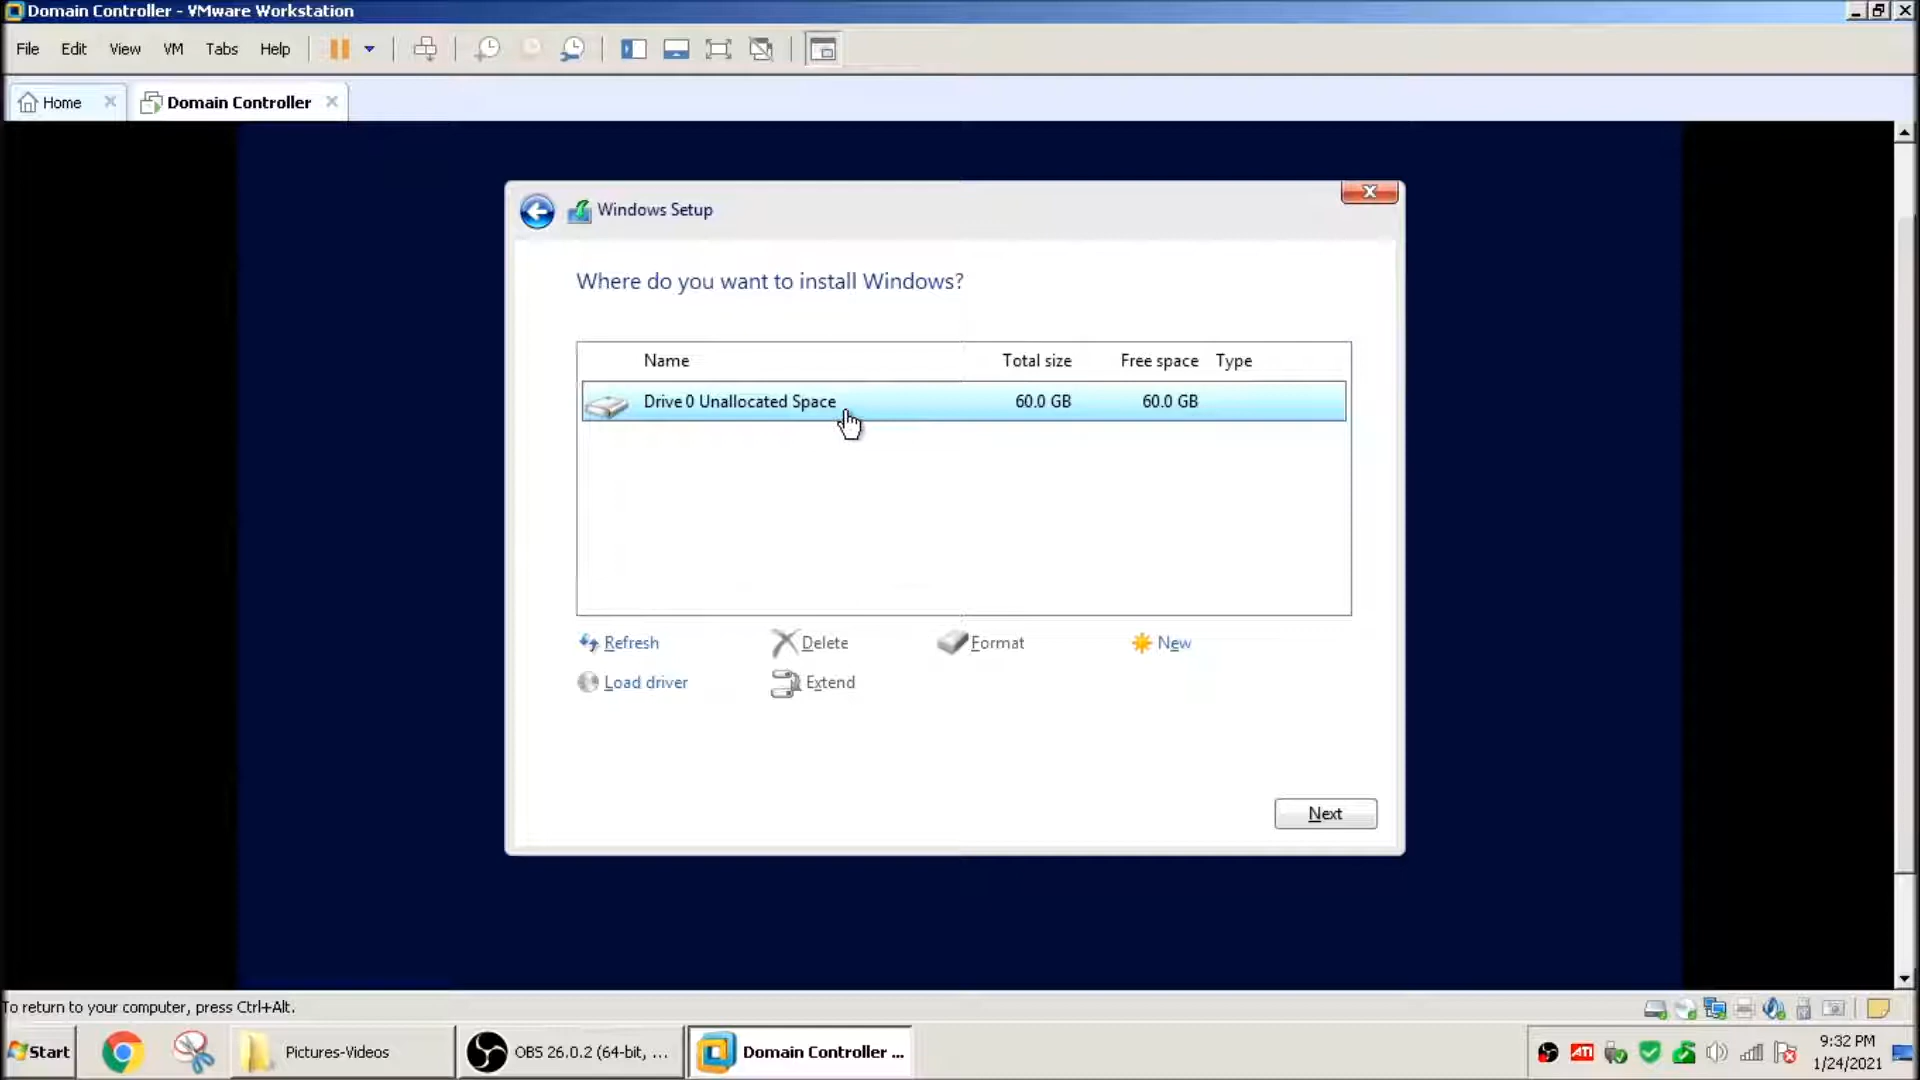 Domain Controller - VMware Workstation
File Edit View VM Tabs Help
Home Domain Controller
Windows Setup
Where do you want to install Windows?
Name Total size Free space Type
Drive 0 Unallocated Space 60.0 GB 60.0 GB
Refresh Delete Format New
Load driver Extend
Next
To return to your computer, press Ctrl+Alt.
Start Pictures-Videos OBS 26.0.2 (64-bit, ... Domain Controller ... ATI 9:32 PM
1/24/2021